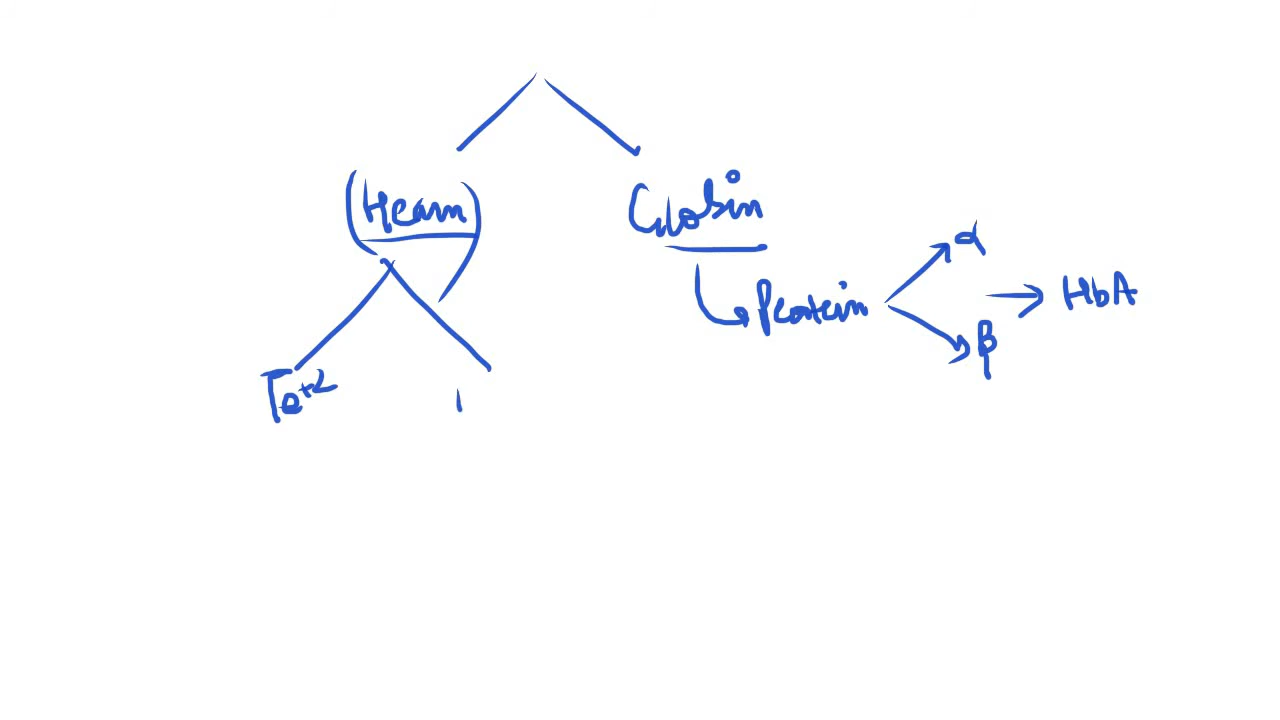 (Heam)
Globin
α
Protein
HbA
β
Fe+2